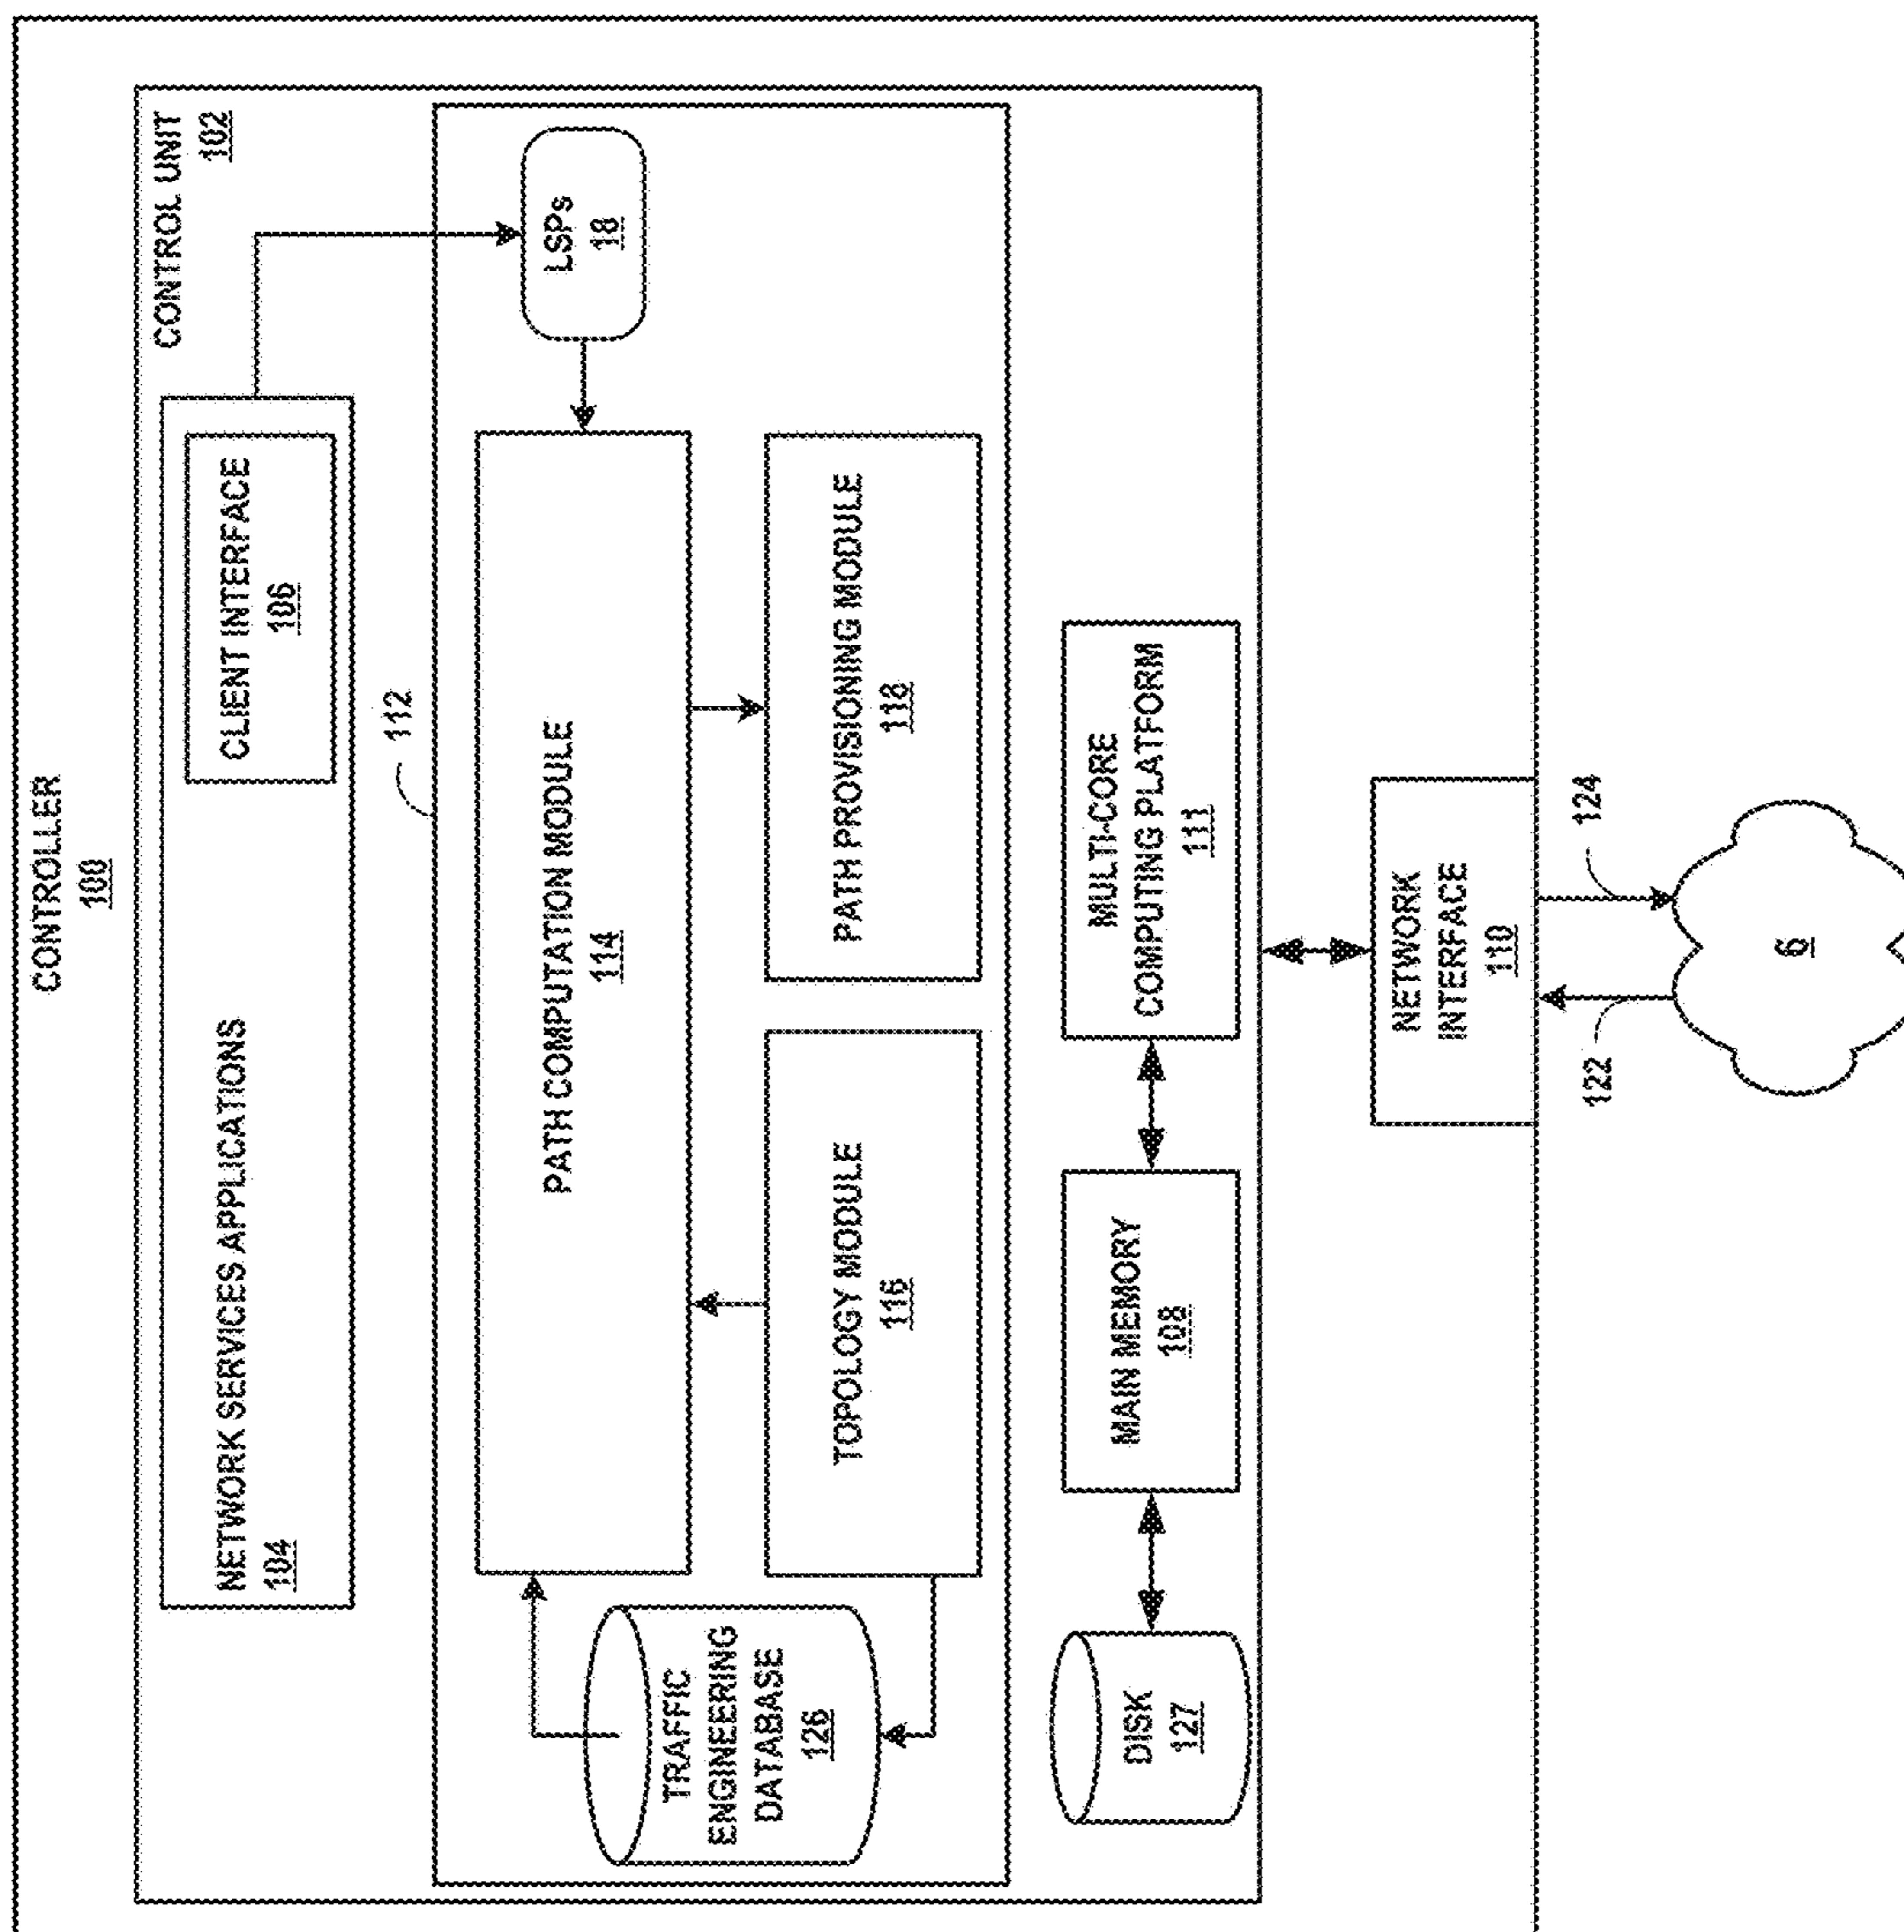 CONTROLLER
100
CONTROL UNIT
102
NETWORK SERVICES APPLICATIONS
104
CLIENT INTERFACE
106
112
LSPs
18
PATH COMPUTATION MODULE
114
TRAFFIC
ENGINEERING
DATABASE
126
TOPOLOGY MODULE
116
PATH PROVISIONING MODULE
118
DISK
127
MAIN MEMORY
108
MULTI-CORE
COMPUTING PLATFORM
111
NETWORK
INTERFACE
110
122
124
6